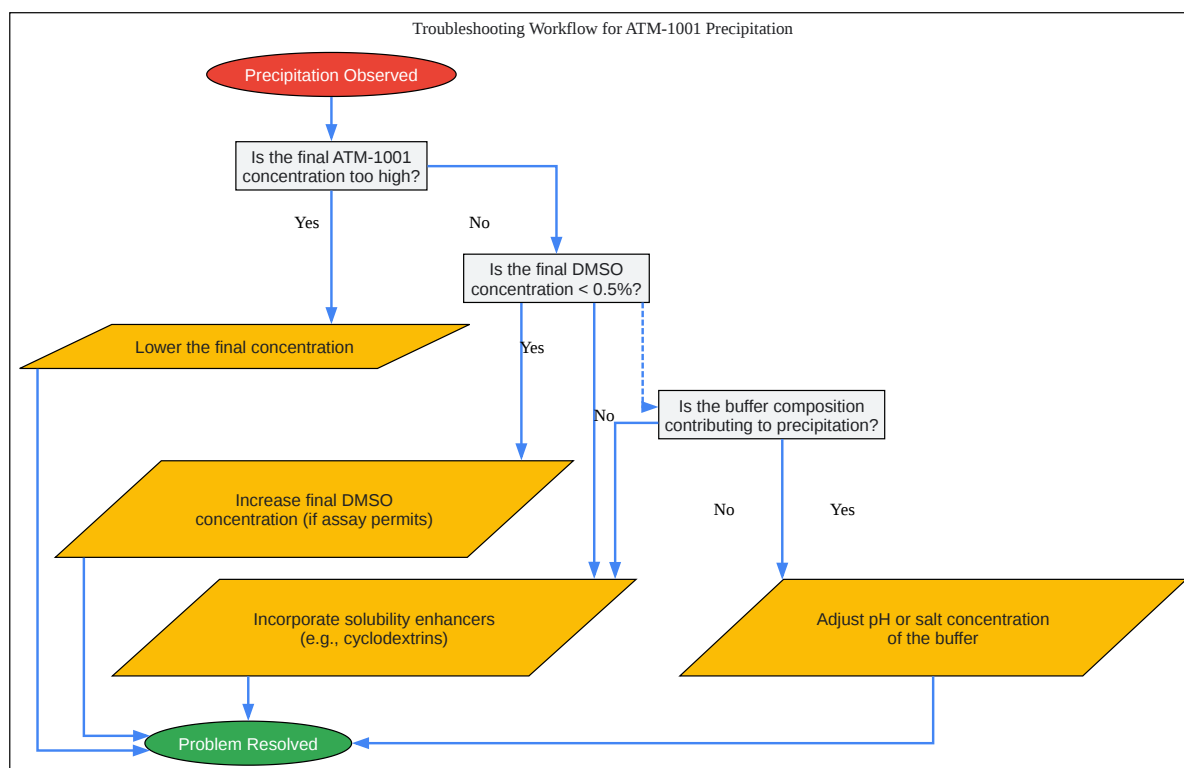 Troubleshooting Workflow for ATM-1001 Precipitation
Precipitation Observed
Is the final ATM-1001
concentration too high?
Yes
No
Is the final DMSO
concentration < 0.5%?
Lower the final concentration
Yes
No
Is the buffer composition
contributing to precipitation?
Increase final DMSO
concentration (if assay permits)
No
Yes
Incorporate solubility enhancers
(e.g., cyclodextrins)
Adjust pH or salt concentration
of the buffer
Problem Resolved